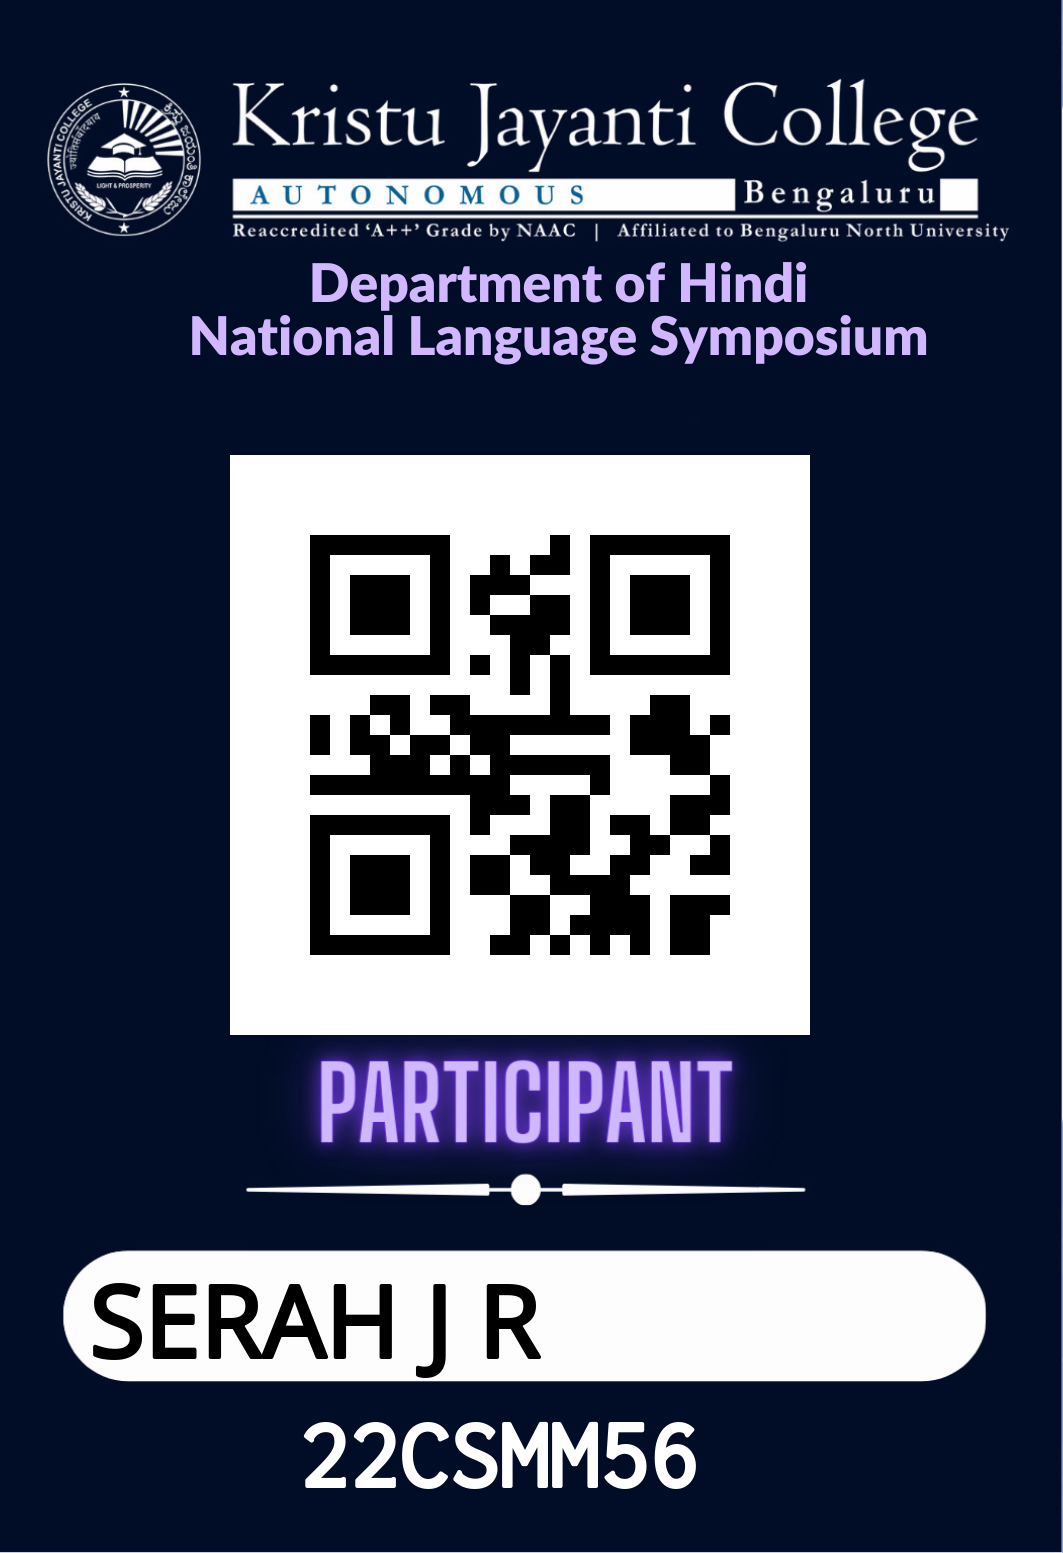 KRISTU JAYANTI COLLEGE
LIGHT & PROSPERITY
Kristu Jayanti College
AUTONOMOUS Bengaluru
Reaccredited ‘A++’ Grade by NAAC | Affiliated to Bengaluru North University
Department of Hindi
National Language Symposium
PARTICIPANT
SERAH J R
22CSMM56